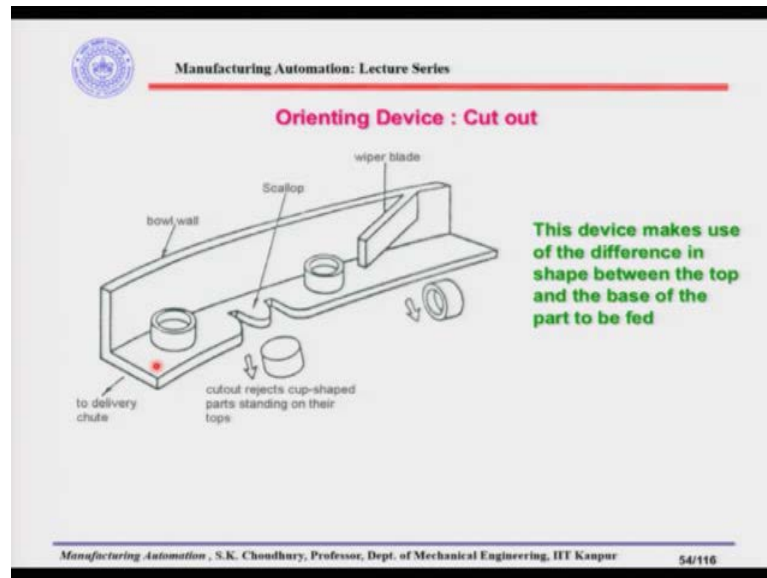 Manufacturing Automation: Lecture Series
Orienting Device : Cut out
wiper blade
Scallop
bowl wall
This device makes use
of the difference in
shape between the top
and the base of the
part to be fed
to delivery
chute
cutout rejects cup-shaped
parts standing on their
tops
Manufacturing Automation , S.K. Choudhury, Professor, Dept. of Mechanical Engineering, IIT Kanpur
54/116